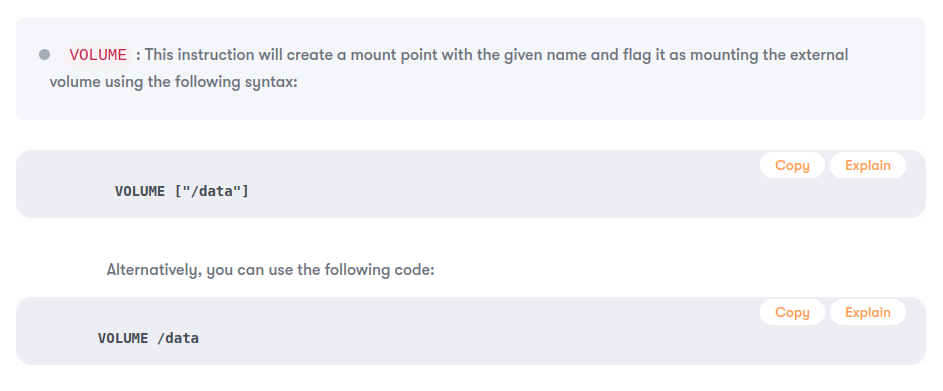 VOLUME : This instruction will create a mount point with the given name and flag it as mounting the external
volume using the following syntax:
Copy Explain
VOLUME ["/data"]
Alternatively, you can use the following code:
Copy Explain
VOLUME /data